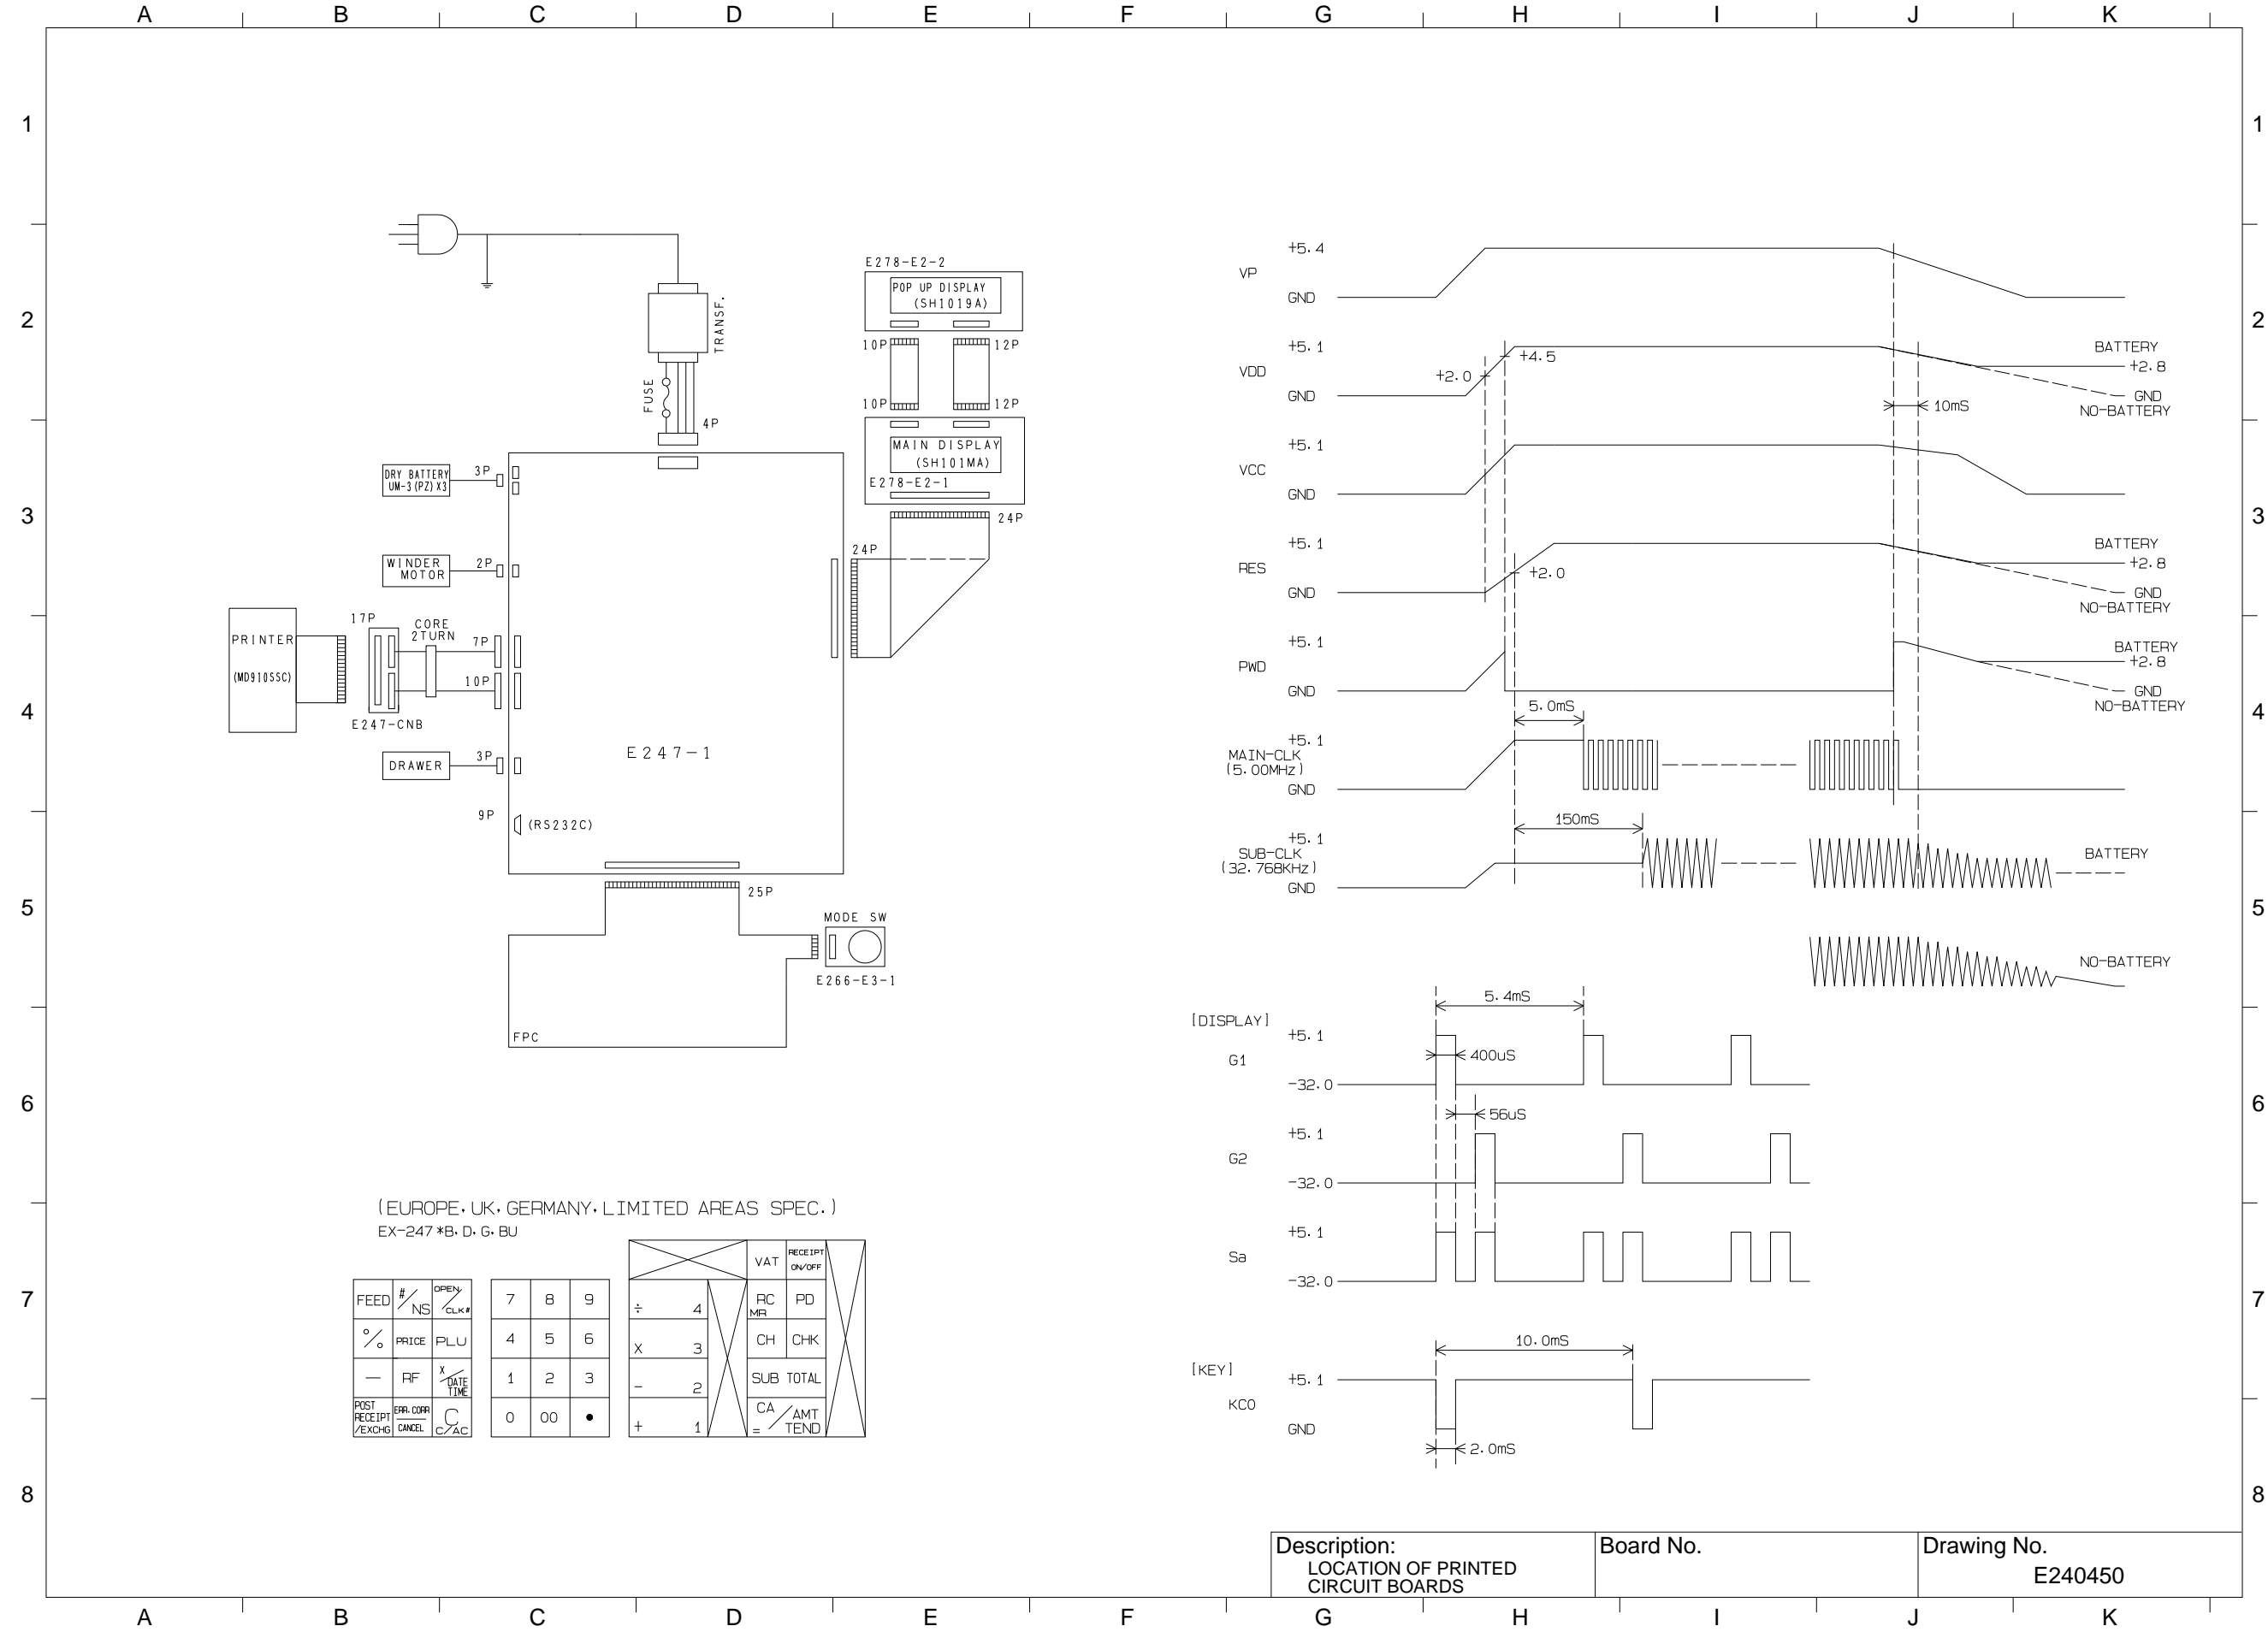 A B C D E F G H I J K
1 1
2 2
3 3
4 4
5 5
6 6
7 7
8 8
A B C D E F G H I J K
TRANSF.
FUSE
4P
E278-E2-2
POP UP DISPLAY
(SH1019A)
10P 12P
10P 12P
MAIN DISPLAY
(SH101MA)
E278-E2-1
24P
24P
DRY BATTERY
UM-3(PZ)X3
3P
WINDER
MOTOR
2P
PRINTER
(MD910SSC)
17P
CORE
2TURN
7P
10P
E247-CNB
DRAWER
3P
E247-1
9P
(RS232C)
25P
MODE SW
E266-E3-1
FPC
(EUROPE, UK, GERMANY, LIMITED AREAS SPEC.)
EX-247*B, D, G, BU
FEED
#/NS
OPEN/CLK#
%
PRICE
PLU
—
RF
X/DATE
TIME
POST
RECEIPT
/EXCHG
ERR.CORR
CANCEL
C
C/AC
7 8 9
4 5 6
1 2 3
0 00 •
VAT
RECEIPT
ON/OFF
÷ 4
RC
MR
PD
X 3
CH CHK
- 2
SUB TOTAL
+ 1
CA
=
/AMT
TEND
VP
+5.4
GND
VDD
+5.1
GND
+2.0
+4.5
BATTERY
+2.8
GND
NO-BATTERY
10mS
VCC
+5.1
GND
RES
+5.1
GND
+2.0
BATTERY
+2.8
GND
NO-BATTERY
PWD
+5.1
GND
BATTERY
+2.8
GND
NO-BATTERY
5.0mS
+5.1
MAIN-CLK
(5.00MHz)
GND
150mS
+5.1
SUB-CLK
(32.768KHz)
GND
BATTERY
NO-BATTERY
5.4mS
[DISPLAY]
+5.1
G1
400uS
-32.0
56uS
+5.1
G2
-32.0
+5.1
Sa
-32.0
10.0mS
[KEY]
+5.1
KC0
GND
2.0mS
Description:
LOCATION OF PRINTED
CIRCUIT BOARDS
Board No.
Drawing No.
E240450